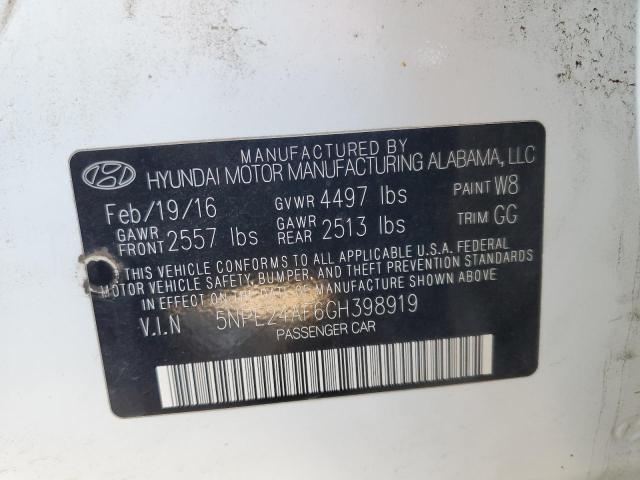 MANUFACTURED BY
HYUNDAI MOTOR MANUFACTURING ALABAMA, LLC
Feb/19/16 GVWR 4497 lbs PAINT W8
GAWR FRONT 2557 lbs GAWR REAR 2513 lbs TRIM GG
THIS VEHICLE CONFORMS TO ALL APPLICABLE U.S.A. FEDERAL
MOTOR VEHICLE SAFETY, BUMPER, AND THEFT PREVENTION STANDARDS
IN EFFECT ON THE DATE OF MANUFACTURE SHOWN ABOVE.
V.I.N 5NPE24AF6GH398919
PASSENGER CAR